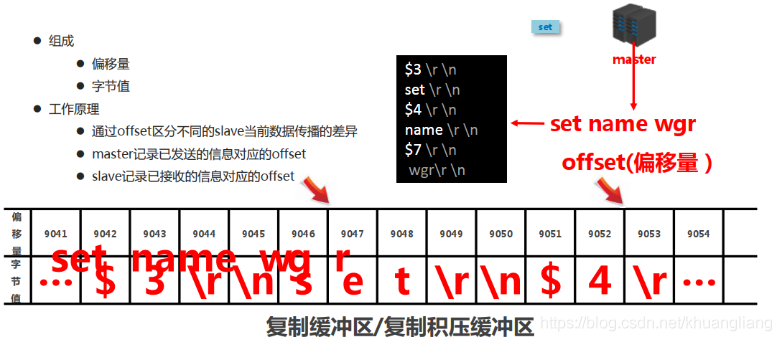 组成
偏移量
字节值
工作原理
通过offset区分不同的slave当前数据传播的差异
master记录已发送的信息对应的offset
slave记录已接收的信息对应的offset
set
master
$3 \r \n
set \r \n
$4 \r \n
name \r \n
$7 \r \n
wgr\r \n
set name wgr
offset(偏移量 )
偏移量 9041 9042 9043 9044 9045 9046 9047 9048 9049 9050 9051 9052 9053 9054
set name wg r
字节值 ... $ 3 \r \n s e t \r \n $ 4 \r ...
复制缓冲区/复制积压缓冲区
https://blog.csdn.net/khuangliang